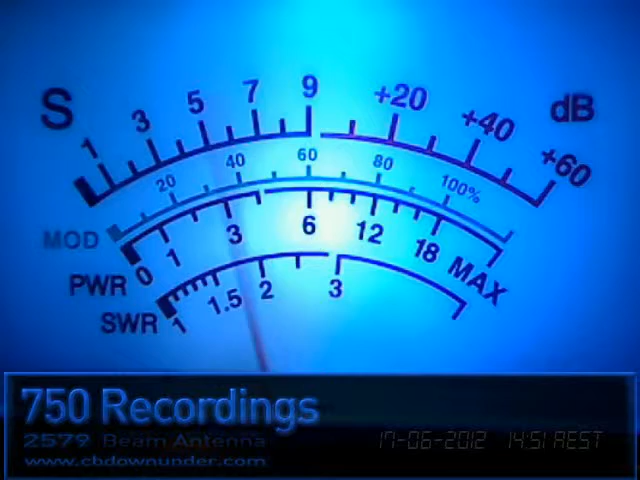 S 1 3 5 7 9 +20 +40 +60 dB
MOD 20 40 60 80 100%
PWR 0 1 3 6 12 18 MAX
SWR 1 1.5 2 3
750 Recordings
2579 Beam Antenna
17-06-2012 14:51 AEST
www.cbdownunder.com